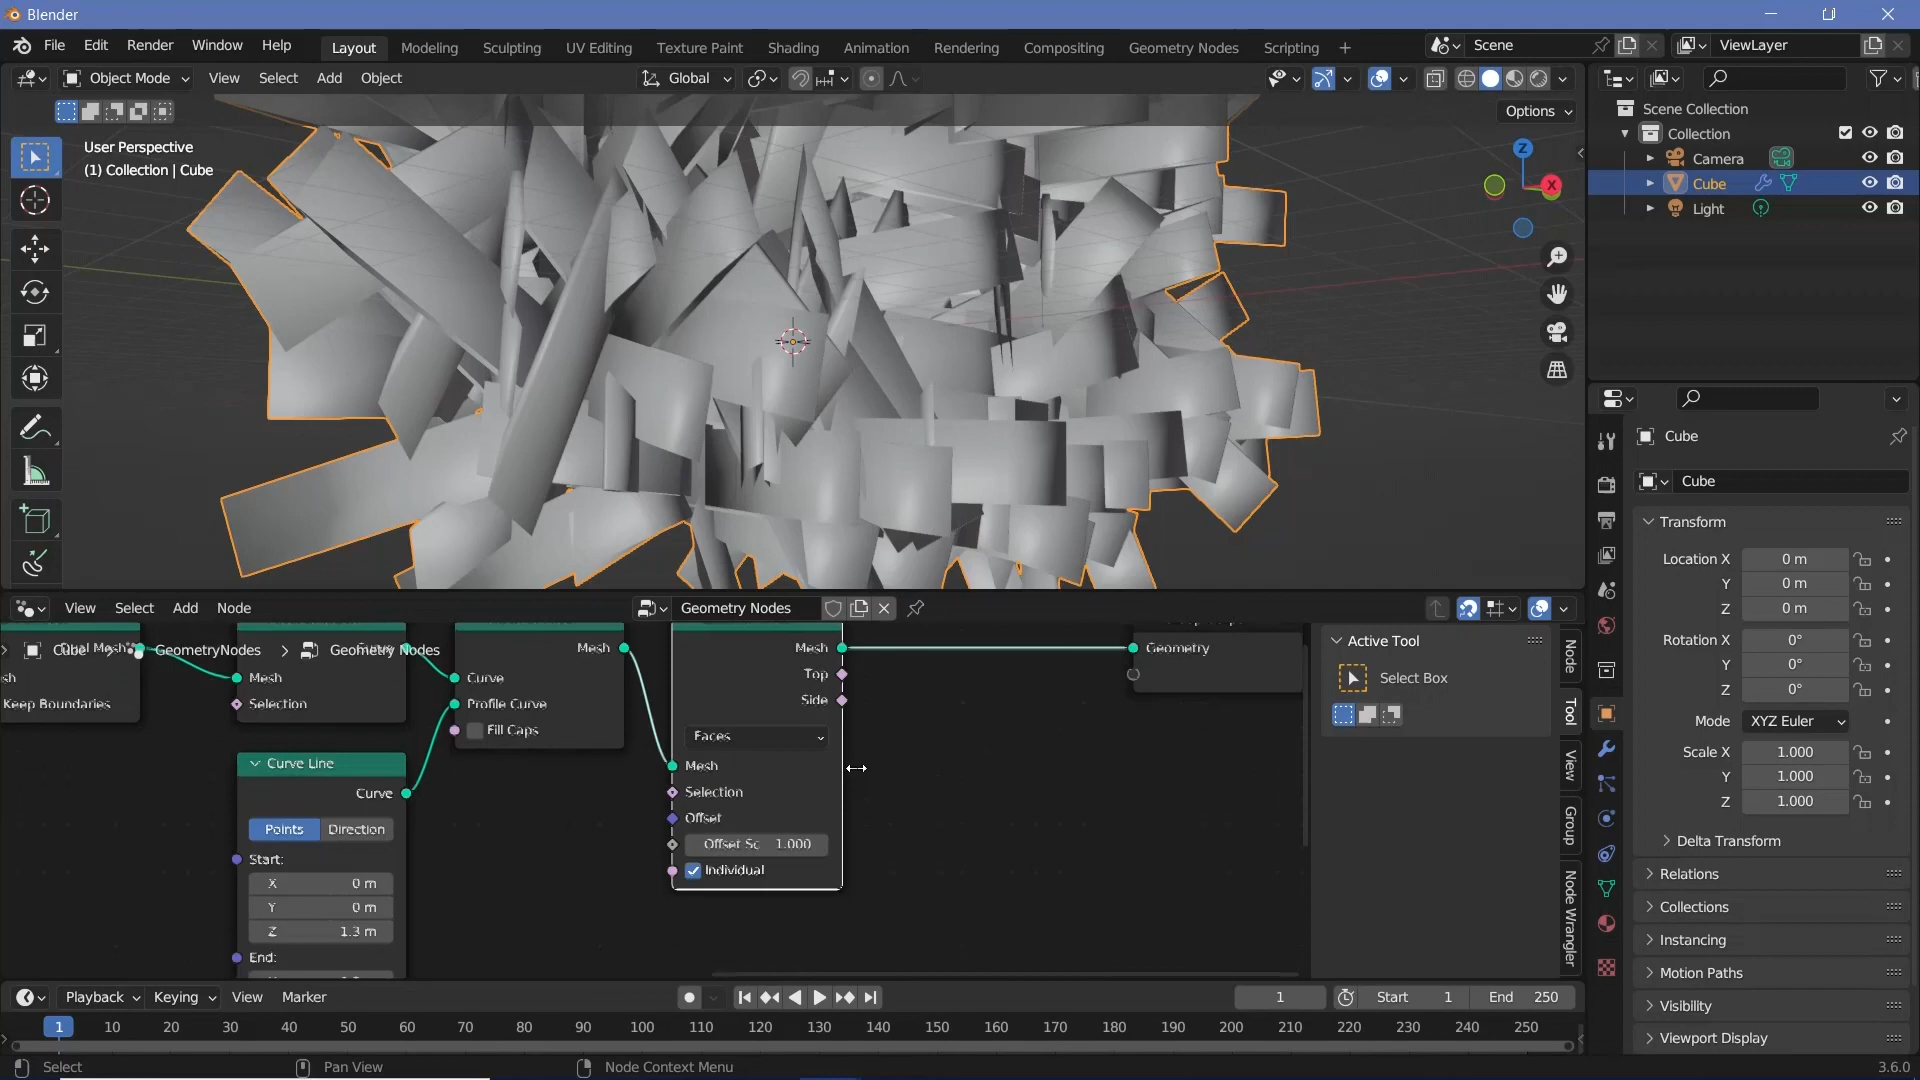 Blender
File Edit Render Window Help Layout Modeling Sculpting UV Editing Texture Paint Shading Animation Rendering Compositing Geometry Nodes Scripting + Scene ViewLayer
Object Mode View Select Add Object Global
Options
User Perspective
(1) Collection | Cube
Z
X
Scene Collection
Collection
Camera
Cube
Light
Cube
Cube
Transform
Location X 0 m
Y 0 m
Z 0 m
Rotation X 0°
Y 0°
Z 0°
Mode XYZ Euler
Scale X 1.000
Y 1.000
Z 1.000
Delta Transform
Relations
Collections
Instancing
Motion Paths
Visibility
Viewport Display
View Select Add Node Geometry Nodes
Cube > GeometryNodes > Geometry Nodes
Dual Mesh
Keep Boundaries
Curve
Mesh
Selection
Mesh
Curve
Profile Curve
Fill Caps
Mesh
Top
Side
Faces
Mesh
Selection
Offset
Offset Sc 1.000
Individual
Geometry
Curve Line
Curve
Points Direction
Start:
X 0 m
Y 0 m
Z 1.3 m
End:
Active Tool
Select Box
Node
Tool
View
Group
Node Wrangler
Playback Keying View Marker 1 Start 1 End 250
1 10 20 30 40 50 60 70 80 90 100 110 120 130 140 150 160 170 180 190 200 210 220 230 240 250
Select Pan View Node Context Menu 3.6.0